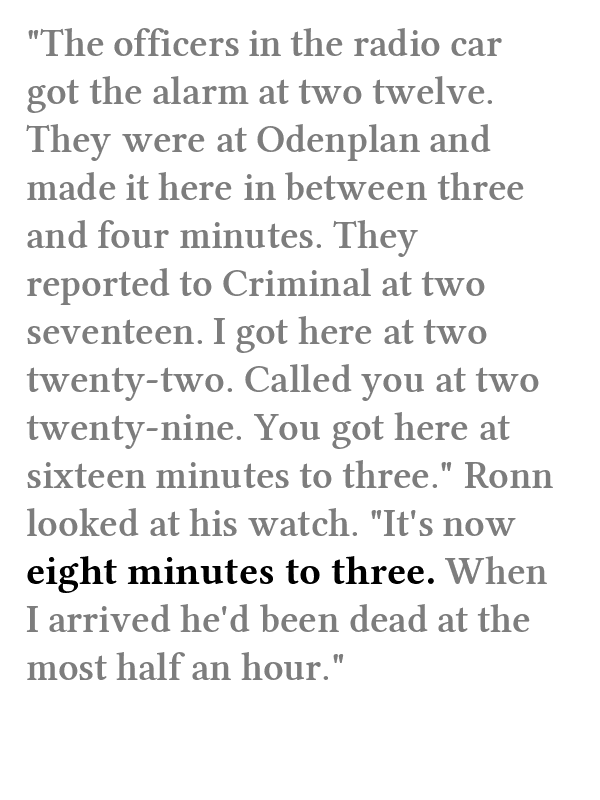 "The officers in the radio car
got the alarm at two twelve.
They were at Odenplan and
made it here in between three
and four minutes. They
reported to Criminal at two
seventeen. I got here at two
twenty-two. Called you at two
twenty-nine. You got here at
sixteen minutes to three." Ronn
looked at his watch. "It's now
eight minutes to three. When
I arrived he'd been dead at the
most half an hour."